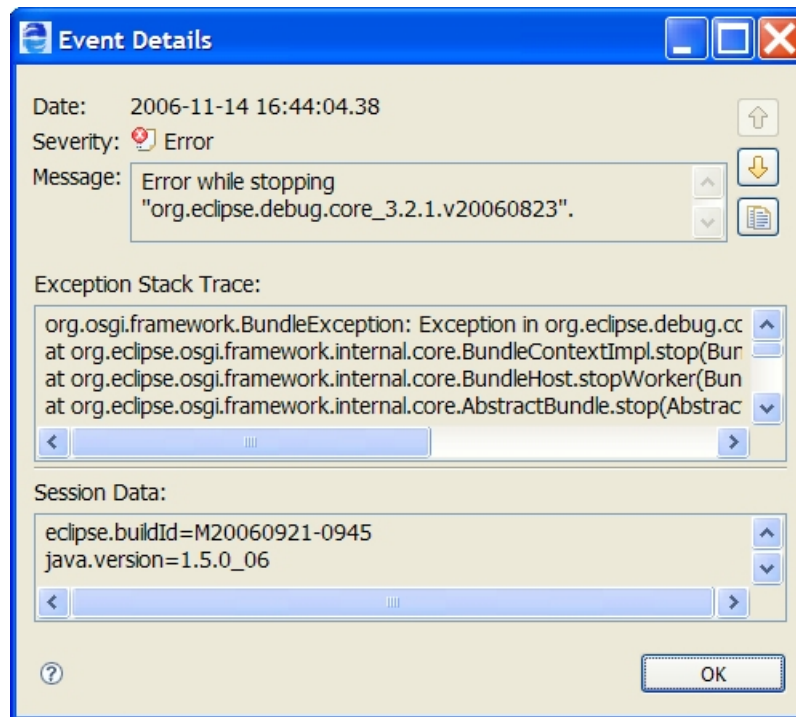 Event Details
Date: 2006-11-14 16:44:04.38
Severity: Error
Message: Error while stopping
"org.eclipse.debug.core_3.2.1.v20060823".
Exception Stack Trace:
org.osgi.framework.BundleException: Exception in org.eclipse.debug.cc
at org.eclipse.osgi.framework.internal.core.BundleContextImpl.stop(Bun
at org.eclipse.osgi.framework.internal.core.BundleHost.stopWorker(Bun
at org.eclipse.osgi.framework.internal.core.AbstractBundle.stop(Abstrac
Session Data:
eclipse.buildId=M20060921-0945
java.version=1.5.0_06
OK